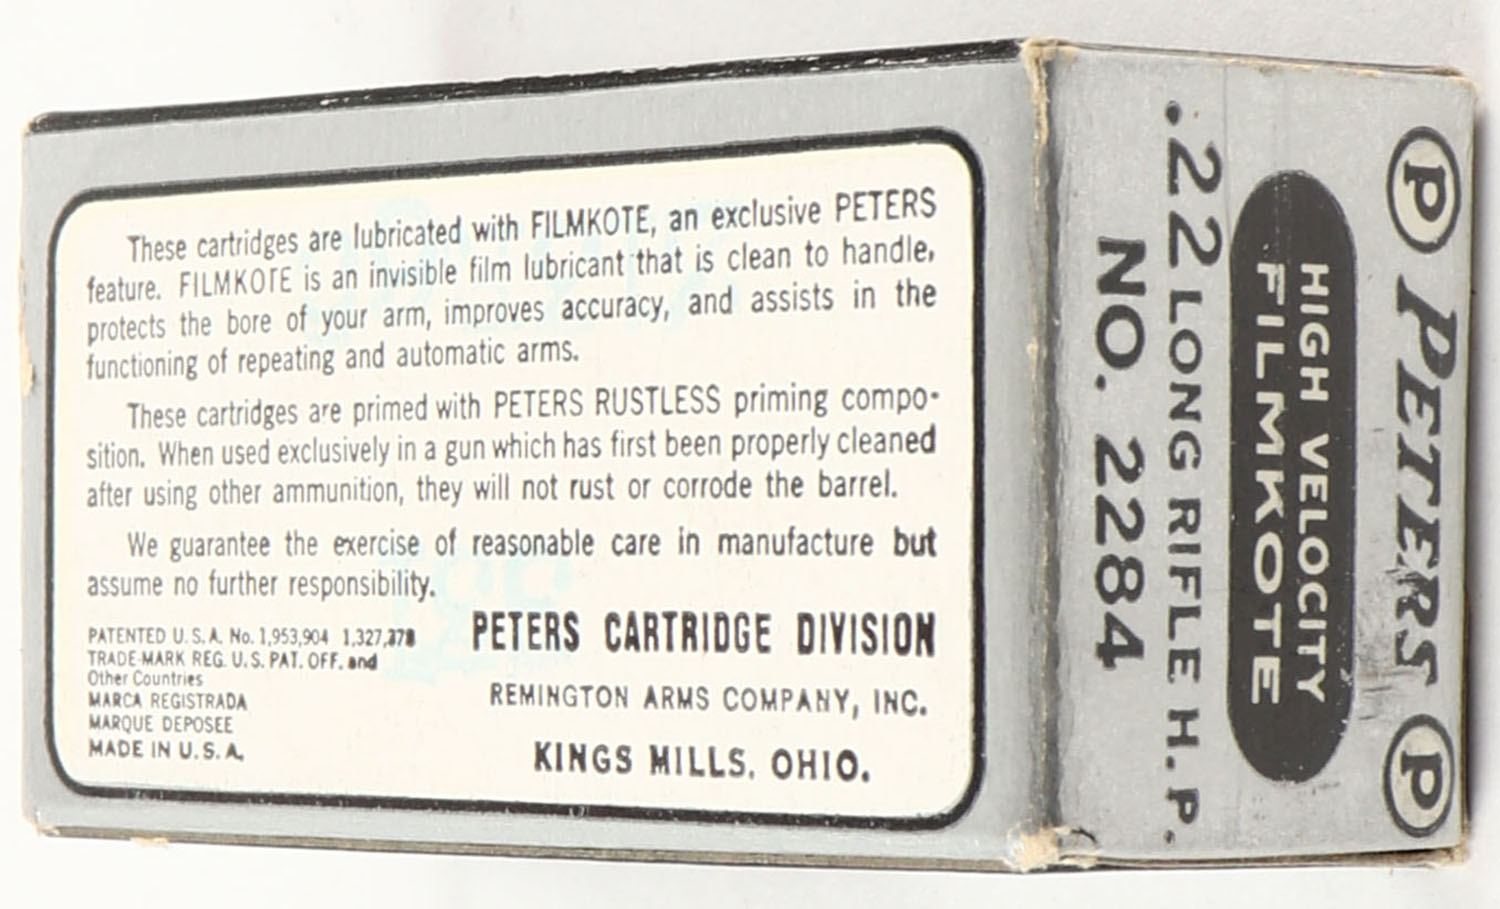 These cartridges are lubricated with FILMKOTE, an exclusive PETERS
feature. FILMKOTE is an invisible film lubricant that is clean to handle,
protects the bore of your arm, improves accuracy, and assists in the
functioning of repeating and automatic arms.
These cartridges are primed with PETERS RUSTLESS priming compo-
sition. When used exclusively in a gun which has first been properly cleaned
after using other ammunition, they will not rust or corrode the barrel.
We guarantee the exercise of reasonable care in manufacture but
assume no further responsibility.
PATENTED U.S.A. No. 1,953,904 1,327,378
TRADE-MARK REG. U.S. PAT. OFF. and
Other Countries
MARCA REGISTRADA
MARQUE DEPOSEE
MADE IN U.S.A.
PETERS CARTRIDGE DIVISION
REMINGTON ARMS COMPANY, INC.
KINGS MILLS, OHIO.
P PETERS P
HIGH VELOCITY
FILMKOTE
.22 LONG RIFLE H.P.
NO. 2284